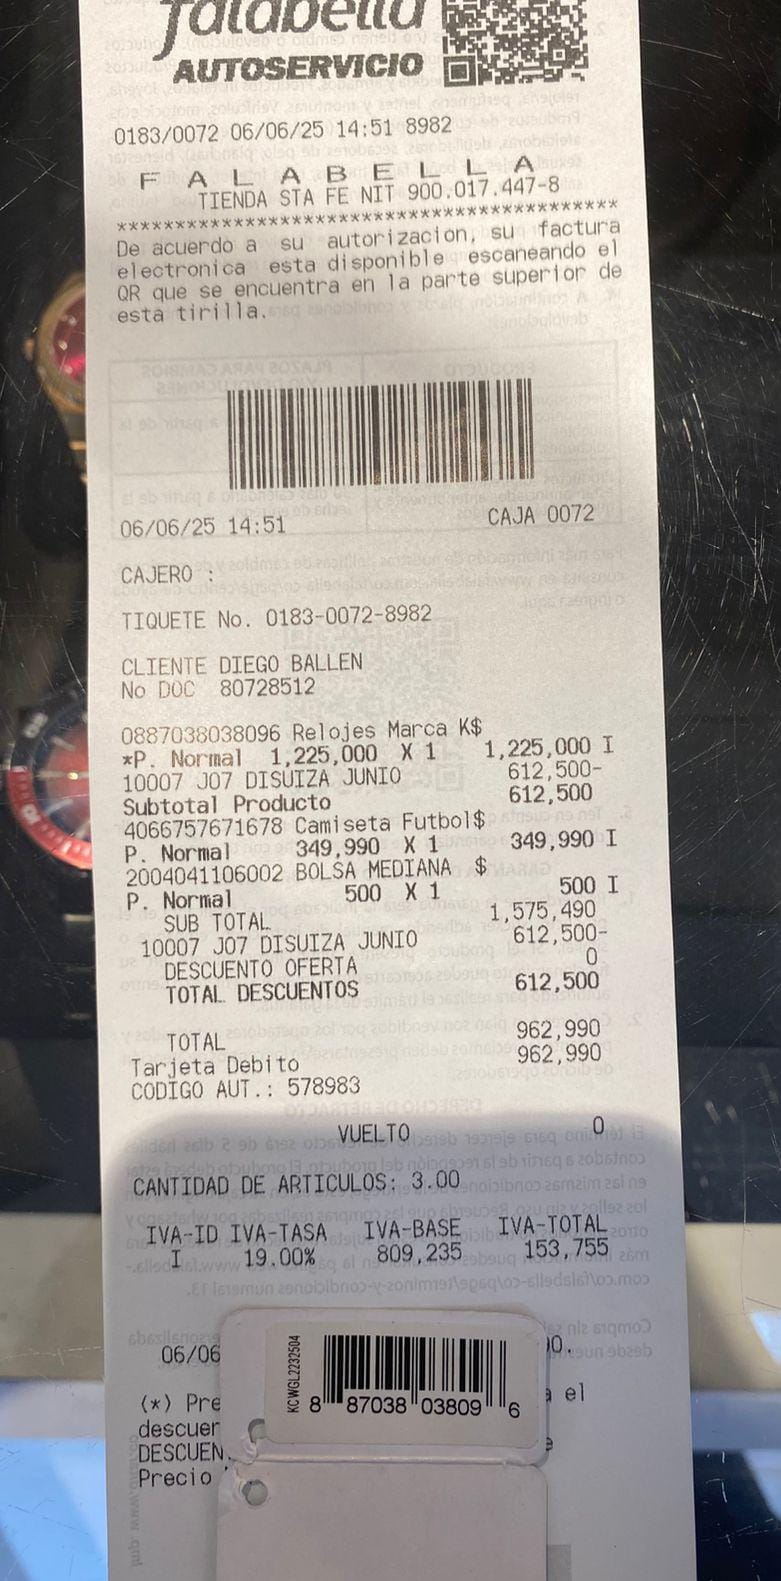 falabella
AUTOSERVICIO
0183/0072 06/06/25 14:51 8982
F A L A B E L L A
TIENDA STA FE NIT 900.017.447-8
******************************************
De acuerdo a su autorizacion, su factura
electronica esta disponible escaneando el
QR que se encuentra en la parte superior de
esta tirilla.
06/06/25 14:51 CAJA 0072
CAJERO :
TIQUETE No. 0183-0072-8982
CLIENTE DIEGO BALLEN
No DOC 80728512
0887038038096 Relojes Marca K$
*P. Normal 1,225,000 X 1 1,225,000 I
10007 J07 DISUIZA JUNIO 612,500-
Subtotal Producto 612,500
4066757671678 Camiseta Futbol$
P. Normal 349,990 X 1 349,990 I
2004041106002 BOLSA MEDIANA $
P. Normal 500 X 1 500 I
SUB TOTAL 1,575,490
10007 J07 DISUIZA JUNIO 612,500-
DESCUENTO OFERTA 0
TOTAL DESCUENTOS 612,500
TOTAL 962,990
Tarjeta Debito 962,990
CODIGO AUT.: 578983
VUELTO 0
CANTIDAD DE ARTICULOS: 3.00
IVA-ID IVA-TASA IVA-BASE IVA-TOTAL
I 19.00% 809,235 153,755
06/06
(*) Pre a el
descuer
DESCUEN
Precio
KCWGL2232504
8 87038 03809 6